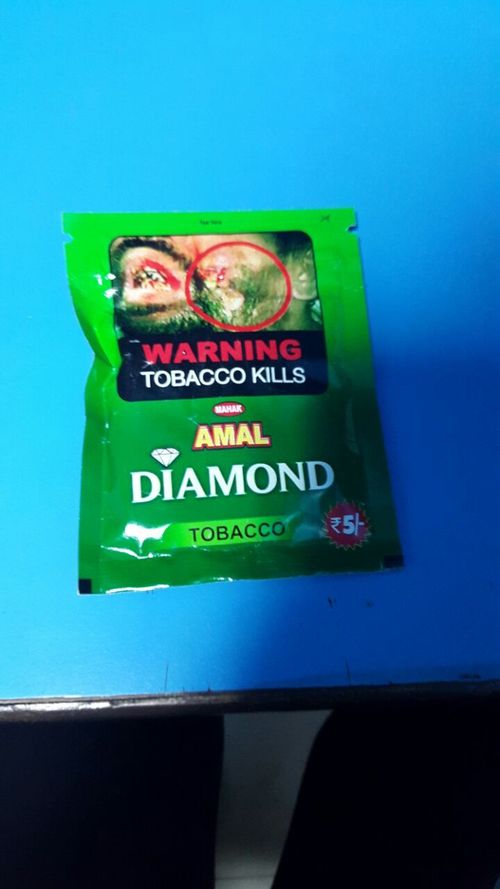 WARNING
TOBACCO KILLS
MAHAK
AMAL
DIAMOND
TOBACCO
₹5/-